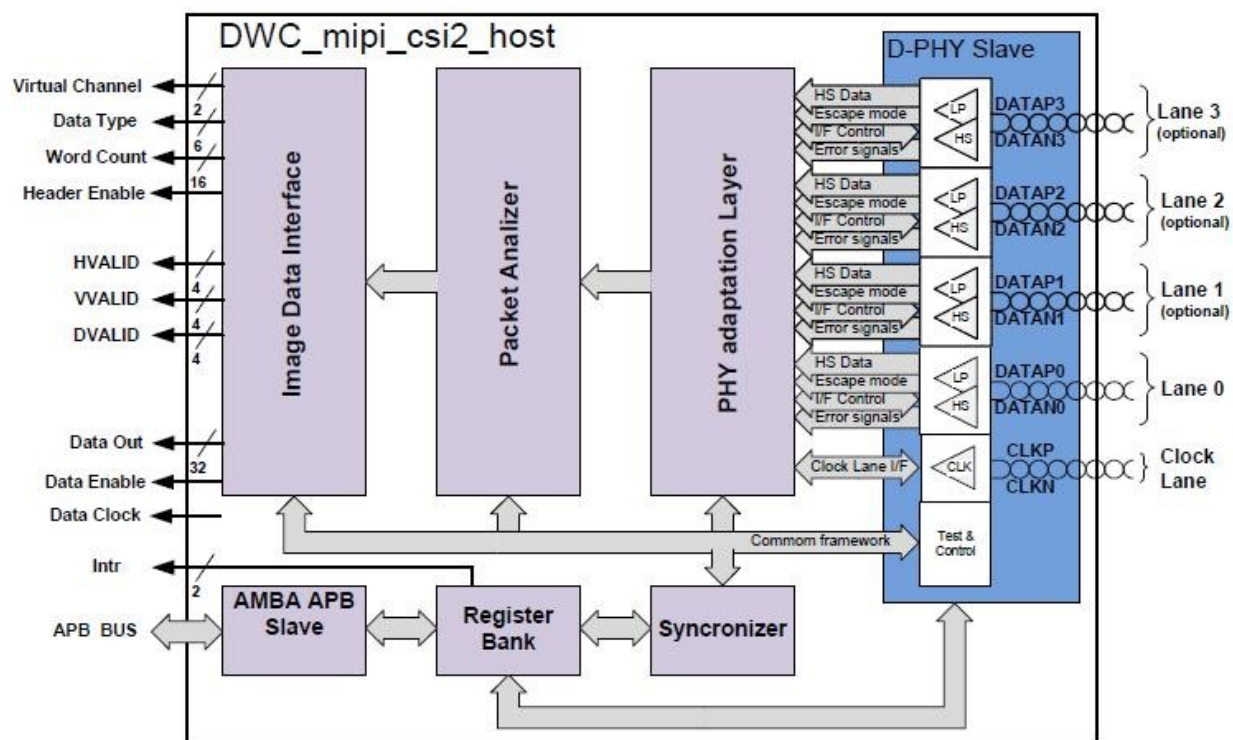 DWC_mipi_csi2_host
D-PHY Slave
Virtual Channel
2
Data Type
6
Word Count
16
Header Enable
HVALID
4
VVALID
4
DVALID
4
Data Out
32
Data Enable
Data Clock
Intr
2
APB BUS
Image Data Interface
Packet Analizer
PHY adaptation Layer
HS Data
Escape mode
I/F Control
Error signals
LP
HS
DATAP3
DATAN3
Lane 3
(optional)
HS Data
Escape mode
I/F Control
Error signals
LP
HS
DATAP2
DATAN2
Lane 2
(optional)
HS Data
Escape mode
I/F Control
Error signals
LP
HS
DATAP1
DATAN1
Lane 1
(optional)
HS Data
Escape mode
I/F Control
Error signals
LP
HS
DATAP0
DATAN0
Lane 0
Clock Lane I/F
CLK
CLKP
CLKN
Clock
Lane
Commom framework
Test &
Control
AMBA APB
Slave
Register
Bank
Syncronizer